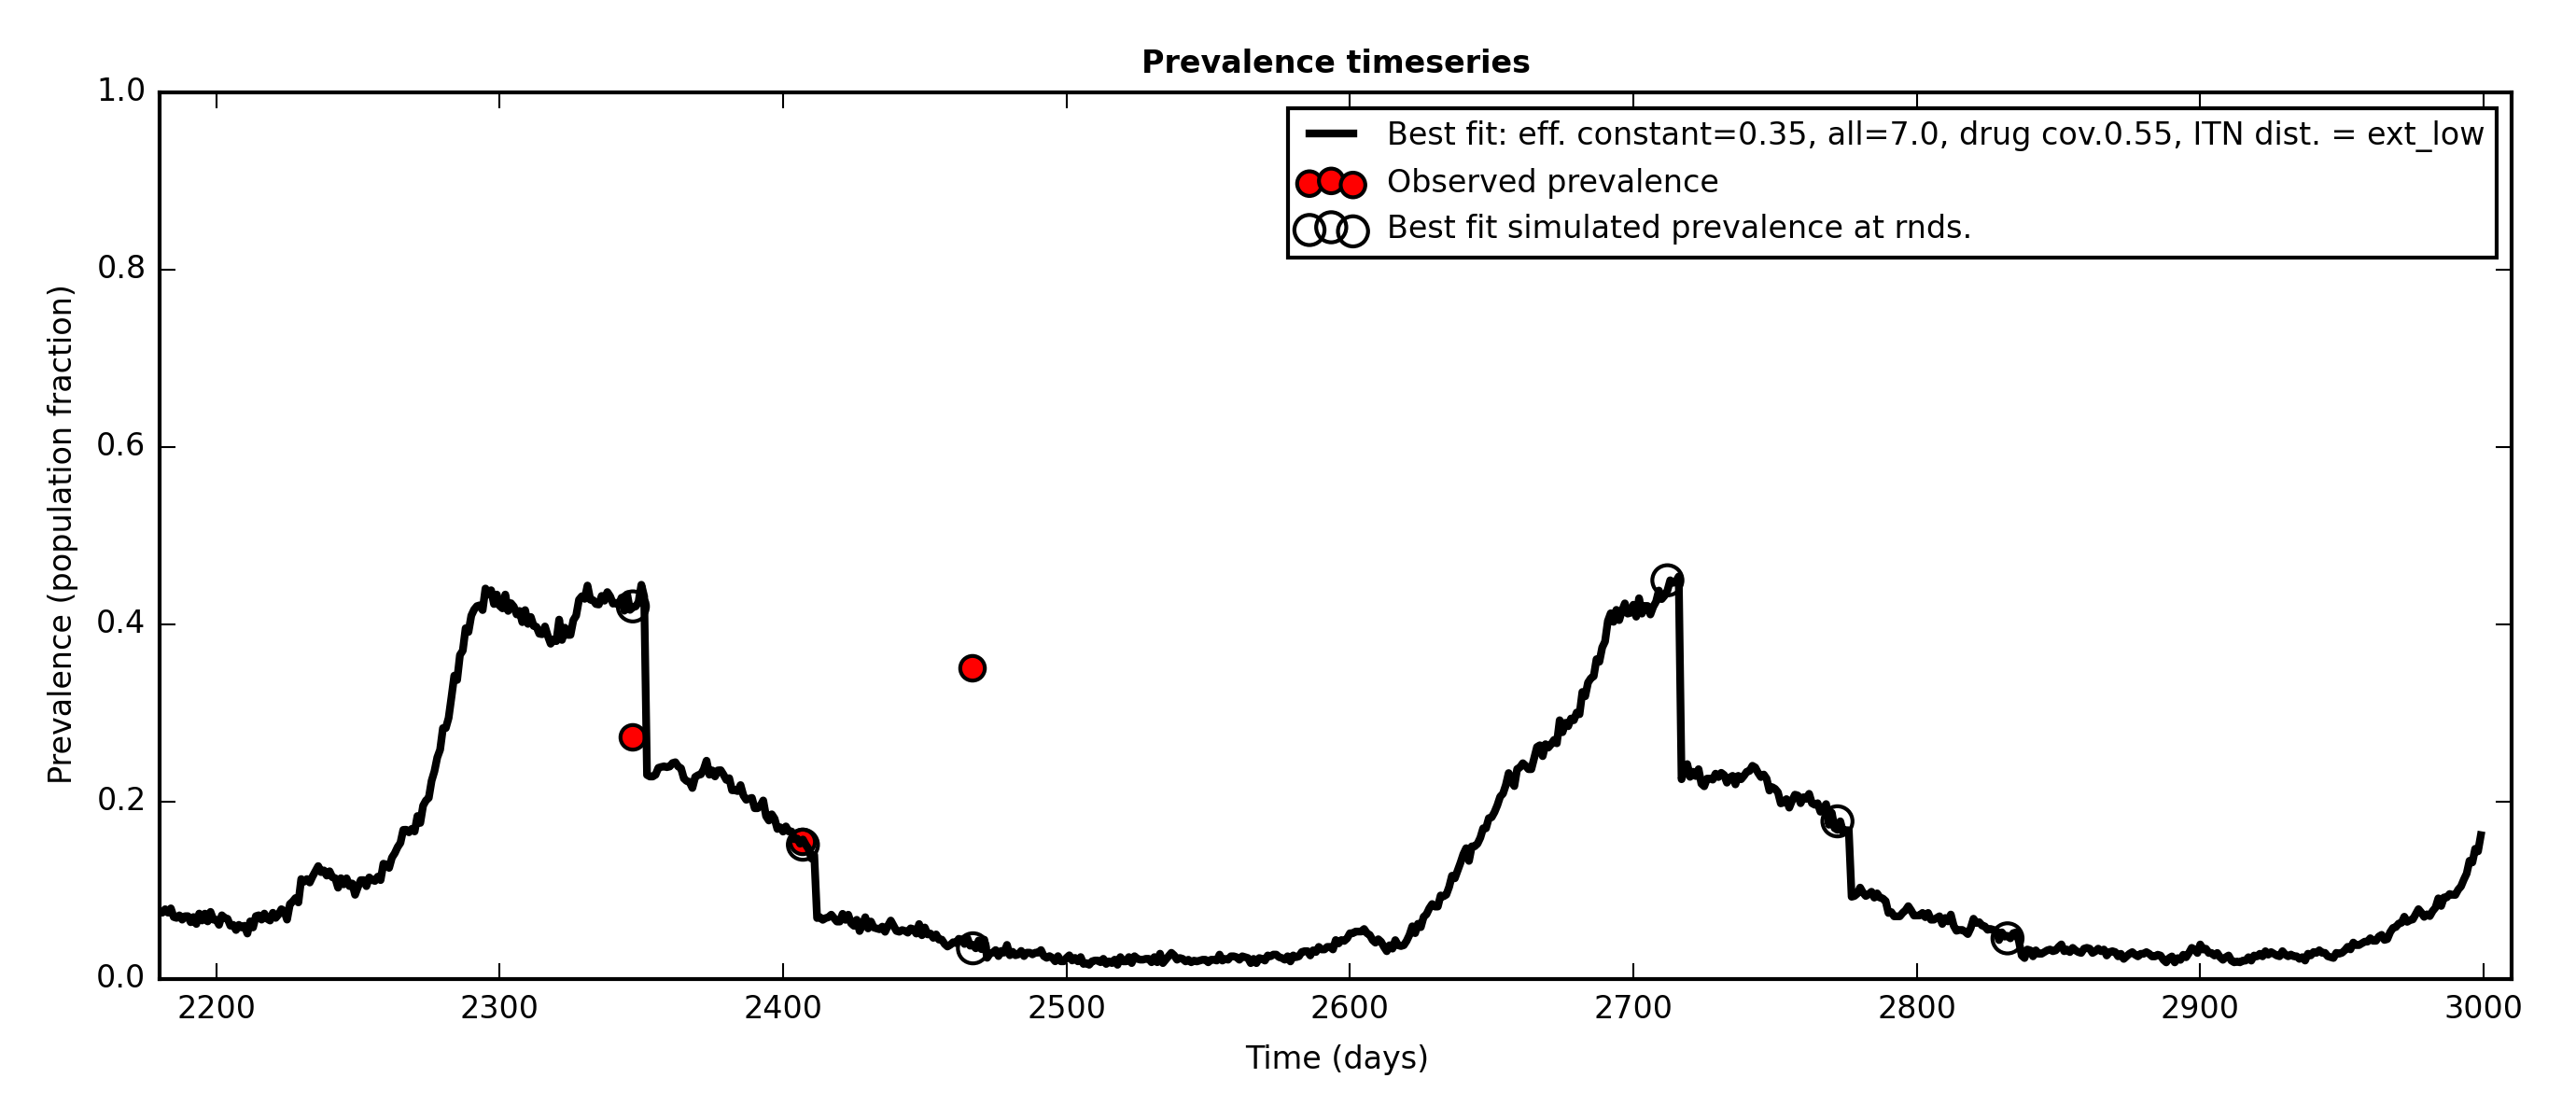 Prevalence timeseries
1.0
0.8
0.6
0.4
0.2
0.0
Prevalence (population fraction)
Best fit: eff. constant=0.35, all=7.0, drug cov.0.55, ITN dist. = ext_low
Observed prevalence
Best fit simulated prevalence at rnds.
2200 2300 2400 2500 2600 2700 2800 2900 3000
Time (days)